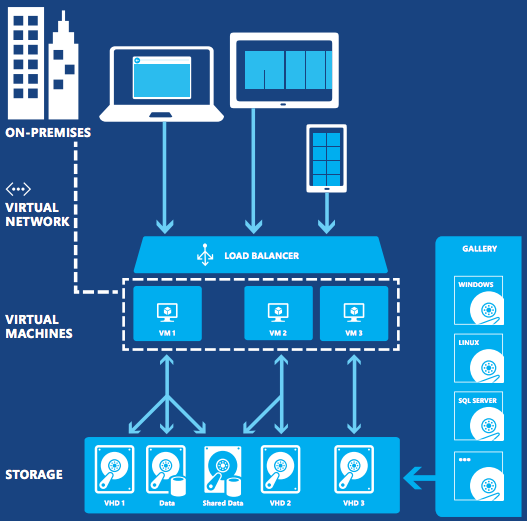 ON-PREMISES
VIRTUAL
NETWORK
LOAD BALANCER
GALLERY
WINDOWS
VIRTUAL
MACHINES
VM 1
VM 2
VM 3
LINUX
SQL SERVER
STORAGE
VHD 1
Data
Shared Data
VHD 2
VHD 3